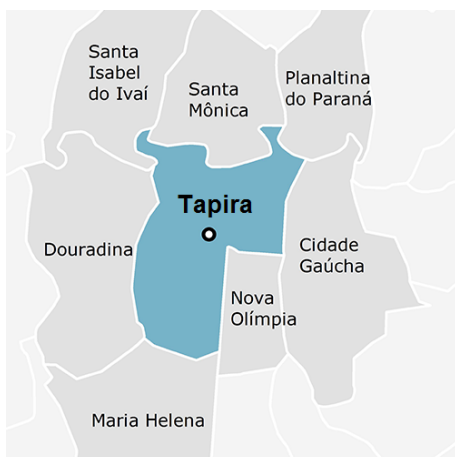 Santa
Isabel
do Ivaí
Santa
Mônica
Planaltina
do Paraná
Tapira
Douradina
Cidade
Gaúcha
Nova
Olímpia
Maria Helena